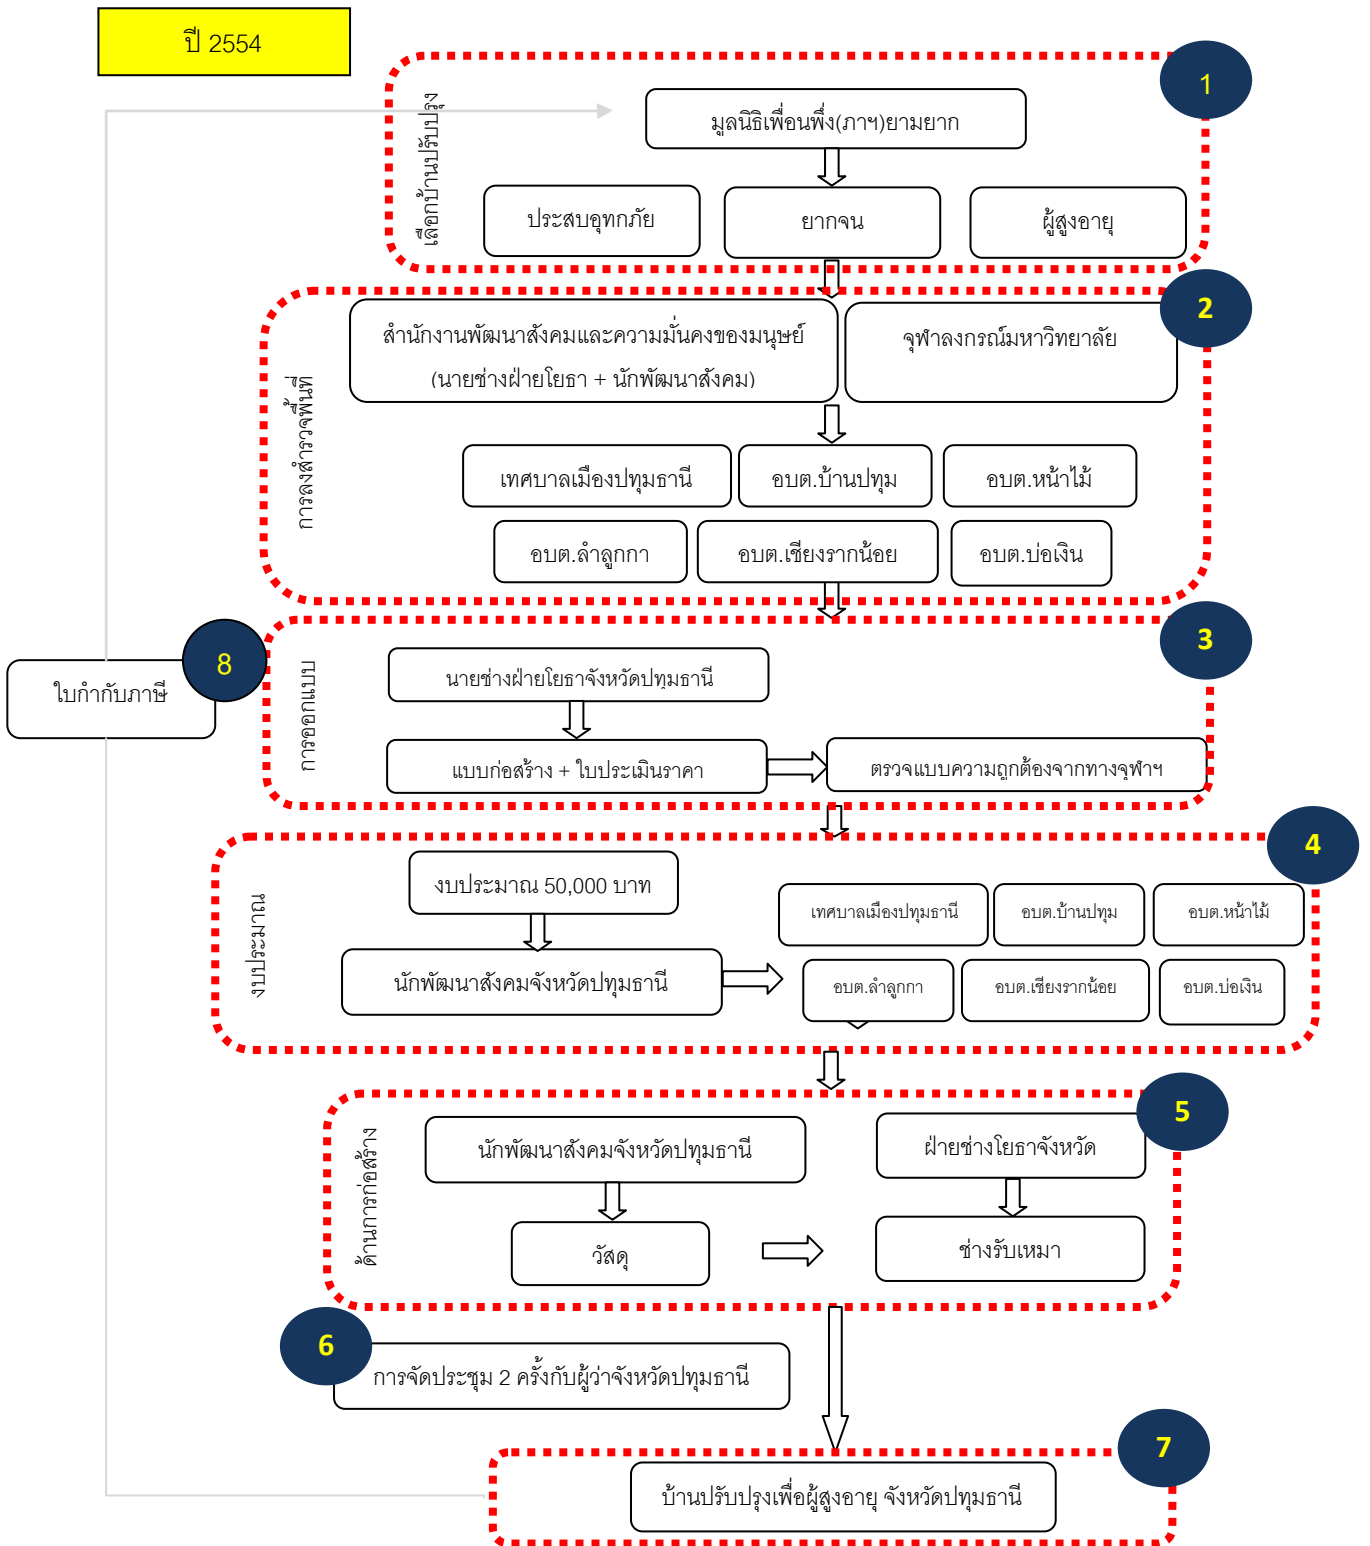 ปี 2554
1
เลือกบ้านปรับปรุง
มูลนิธิเพื่อนพึ่ง(ภาฯ)ยามยาก
ประสบอุทกภัย
ยากจน
ผู้สูงอายุ
2
การลงสำรวจพื้นที่
สำนักงานพัฒนาสังคมและความมั่นคงของมนุษย์
(นายช่างฝ่ายโยธา + นักพัฒนาสังคม)
จุฬาลงกรณ์มหาวิทยาลัย
เทศบาลเมืองปทุมธานี
อบต.บ้านปทุม
อบต.หน้าไม้
อบต.ลำลูกกา
อบต.เชียงรากน้อย
อบต.บ่อเงิน
3
การออกแบบ
นายช่างฝ่ายโยธาจังหวัดปทุมธานี
แบบก่อสร้าง + ใบประเมินราคา
ตรวจแบบความถูกต้องจากทางจุฬาฯ
8
ใบกำกับภาษี
4
งบประมาณ
งบประมาณ 50,000 บาท
นักพัฒนาสังคมจังหวัดปทุมธานี
เทศบาลเมืองปทุมธานี
อบต.บ้านปทุม
อบต.หน้าไม้
อบต.ลำลูกกา
อบต.เชียงรากน้อย
อบต.บ่อเงิน
5
ด้านการก่อสร้าง
นักพัฒนาสังคมจังหวัดปทุมธานี
ฝ่ายช่างโยธาจังหวัด
วัสดุ
ช่างรับเหมา
6
การจัดประชุม 2 ครั้งกับผู้ว่าจังหวัดปทุมธานี
7
บ้านปรับปรุงเพื่อผู้สูงอายุ จังหวัดปทุมธานี